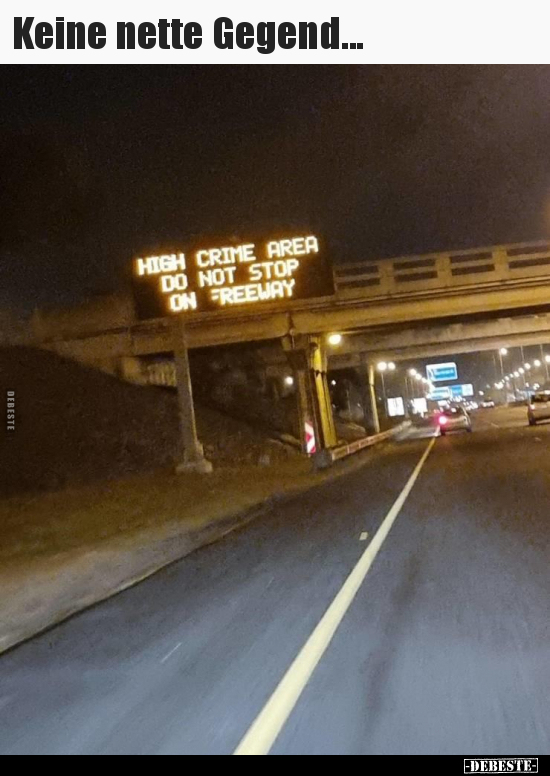 Keine nette Gegend...
HIGH CRIME AREA
DO NOT STOP
ON FREEWAY
DEBESTE
-DEBESTE-